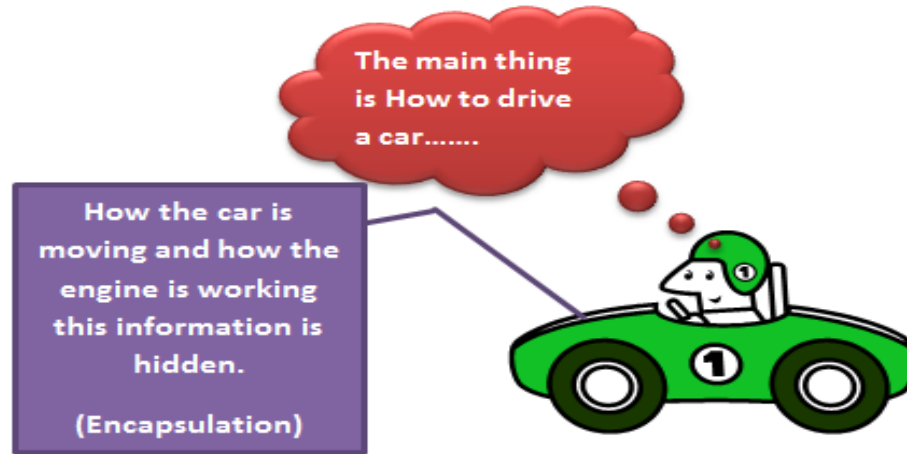 The main thing
is How to drive
a car.......
How the car is
moving and how the
engine is working
this information is
hidden.
(Encapsulation)
1
1